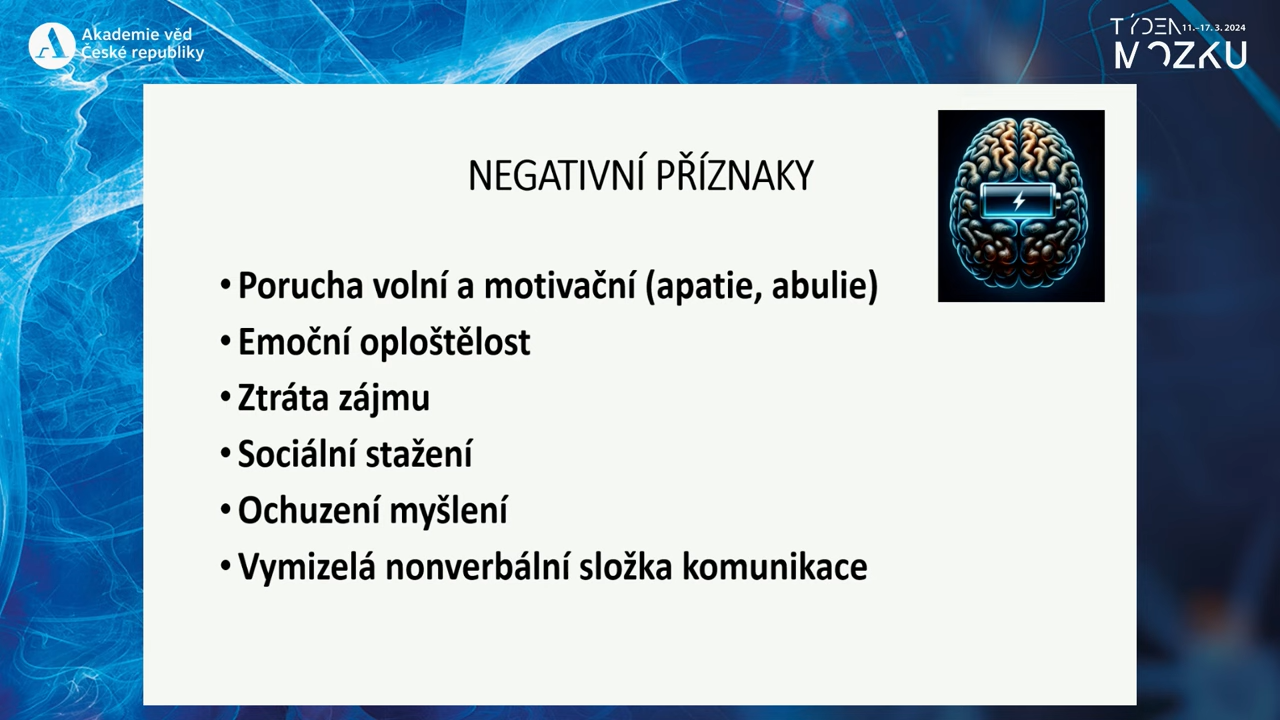 Akademie věd
České republiky
TÝDEN 11.–17. 3. 2024
MOZKU
NEGATIVNÍ PŘÍZNAKY
• Porucha volní a motivační (apatie, abulie)
• Emoční oploštělost
• Ztráta zájmu
• Sociální stažení
• Ochuzení myšlení
• Vymizelá nonverbální složka komunikace